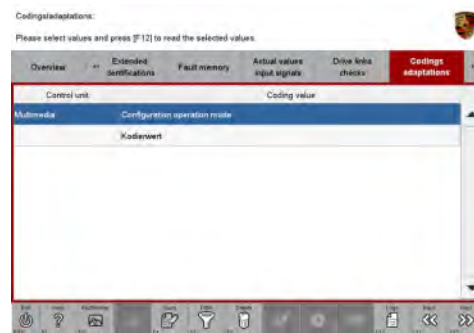 Codings/adaptations:
Please select values and press [F12] to read the selected values.
Overview
Extended identifications
Fault memory
Actual values input signals
Drive links checks
Codings adaptations
Control unit
Coding value
Multimedia Configuration operation mode
Kodierwert
Help